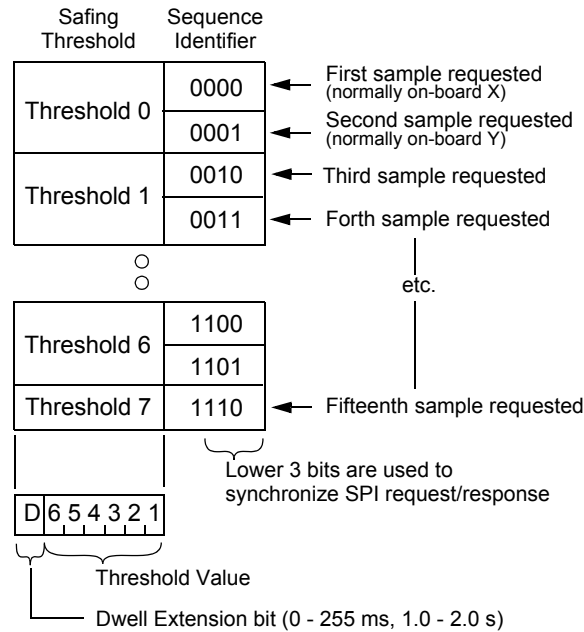 Safing Threshold
Sequence Identifier
Threshold 0
0000
First sample requested
(normally on-board X)
0001
Second sample requested
(normally on-board Y)
Threshold 1
0010
Third sample requested
0011
Forth sample requested
etc.
Threshold 6
1100
1101
Threshold 7
1110
Fifteenth sample requested
Lower 3 bits are used to
synchronize SPI request/response
D 6 5 4 3 2 1
Threshold Value
Dwell Extension bit (0 - 255 ms, 1.0 - 2.0 s)